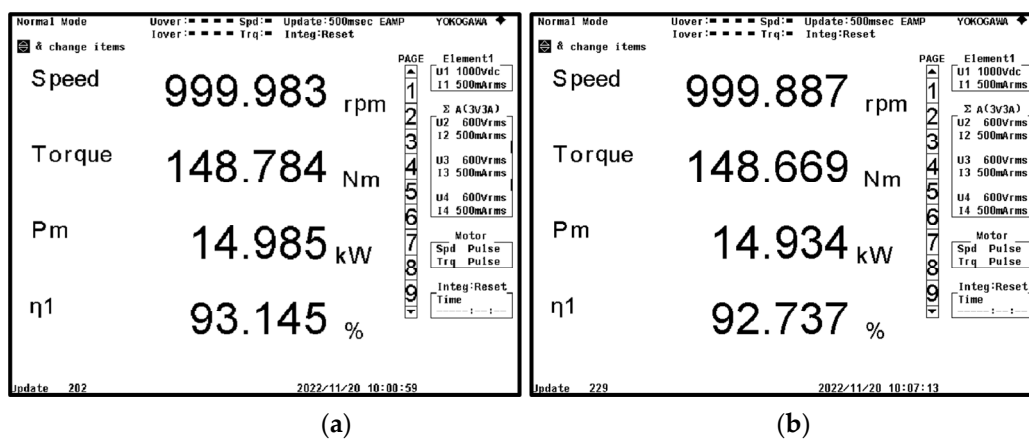 Normal Mode Uover: Spd: Update:500msec EAMP YOKOGAWA
Iover: Trq: Integ:Reset
& change items
PAGE Element1
U1 1000Vdc
I1 500mArms
Speed 999.983 rpm
1
Σ A(3V3A)
2 U2 600Vrms
I2 500mArms
3
Torque 148.784 Nm
4 U3 600Vrms
I3 500mArms
5 U4 600Vrms
6 I4 500mArms
Pm 14.985 kW
7 Motor
Spd Pulse
8 Trq Pulse
9 Integ:Reset
Time
-----:--:--
η1 93.145 %
Update 202 2022/11/20 10:00:59
(a)
Normal Mode Uover: Spd: Update:500msec EAMP YOKOGAWA
Iover: Trq: Integ:Reset
& change items
PAGE Element1
U1 1000Vdc
I1 500mArms
Speed 999.887 rpm
1
Σ A(3V3A)
2 U2 600Vrms
I2 500mArms
3
Torque 148.669 Nm
4 U3 600Vrms
I3 500mArms
5 U4 600Vrms
6 I4 500mArms
Pm 14.934 kW
7 Motor
Spd Pulse
8 Trq Pulse
9 Integ:Reset
Time
-----:--:--
η1 92.737 %
Update 229 2022/11/20 10:07:13
(b)